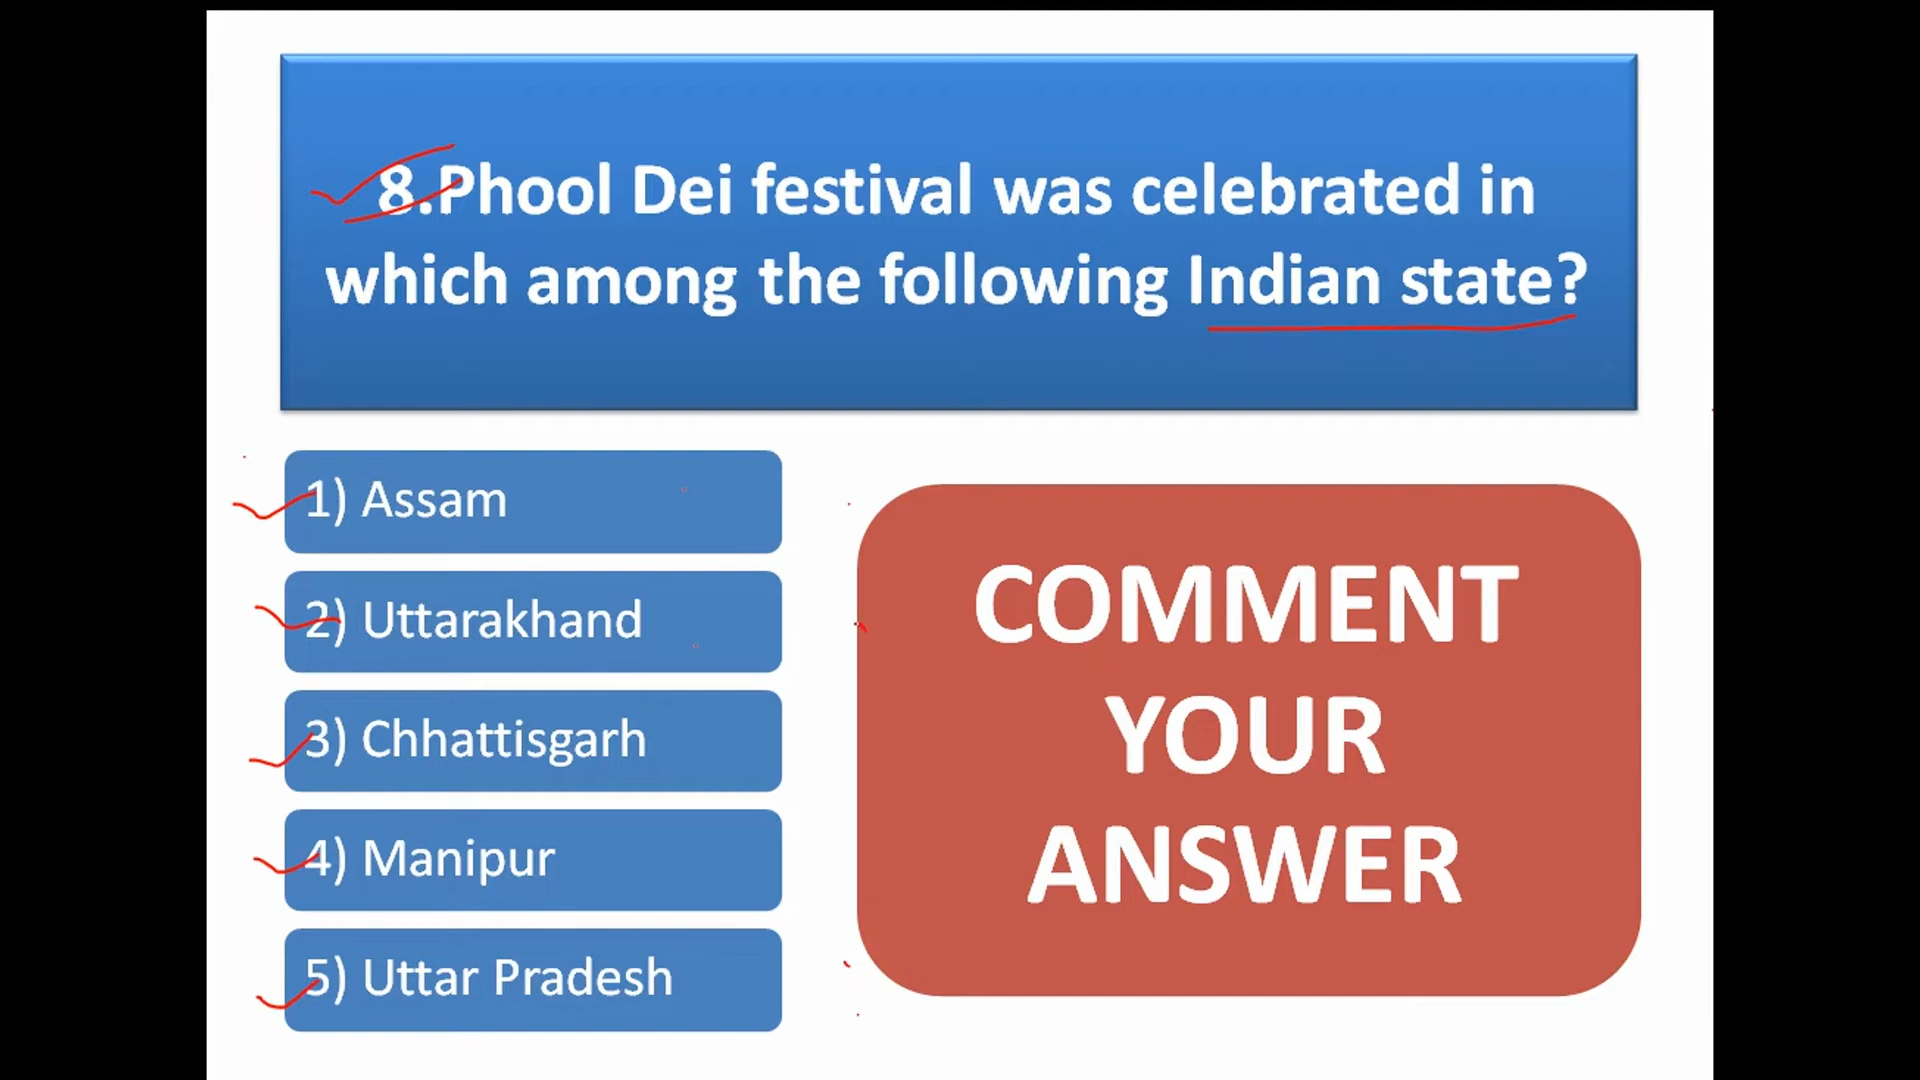 8.Phool Dei festival was celebrated in
which among the following Indian state?
1) Assam
2) Uttarakhand
3) Chhattisgarh
4) Manipur
5) Uttar Pradesh
COMMENT
YOUR
ANSWER